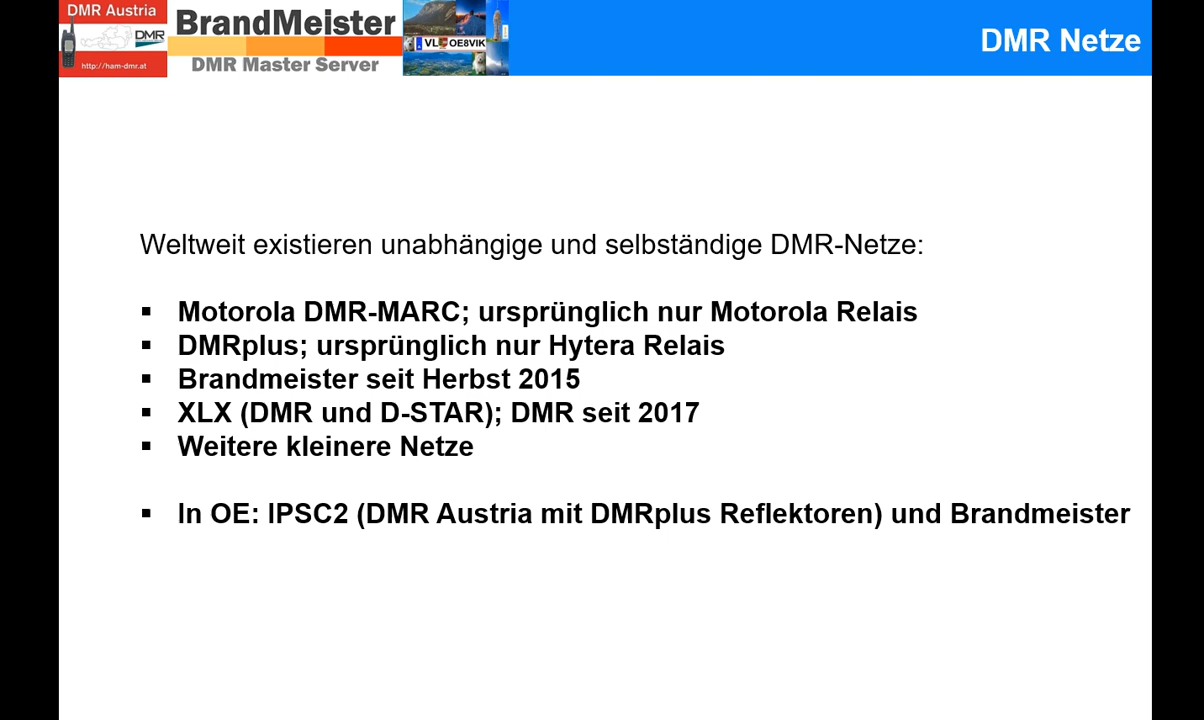 DMR Austria
DMR
http://ham-dmr.at
BrandMeister
DMR Master Server
VL OE8VIK
DMR Netze
Weltweit existieren unabhängige und selbständige DMR-Netze:
▪ Motorola DMR-MARC; ursprünglich nur Motorola Relais
▪ DMRplus; ursprünglich nur Hytera Relais
▪ Brandmeister seit Herbst 2015
▪ XLX (DMR und D-STAR); DMR seit 2017
▪ Weitere kleinere Netze
▪ In OE: IPSC2 (DMR Austria mit DMRplus Reflektoren) und Brandmeister